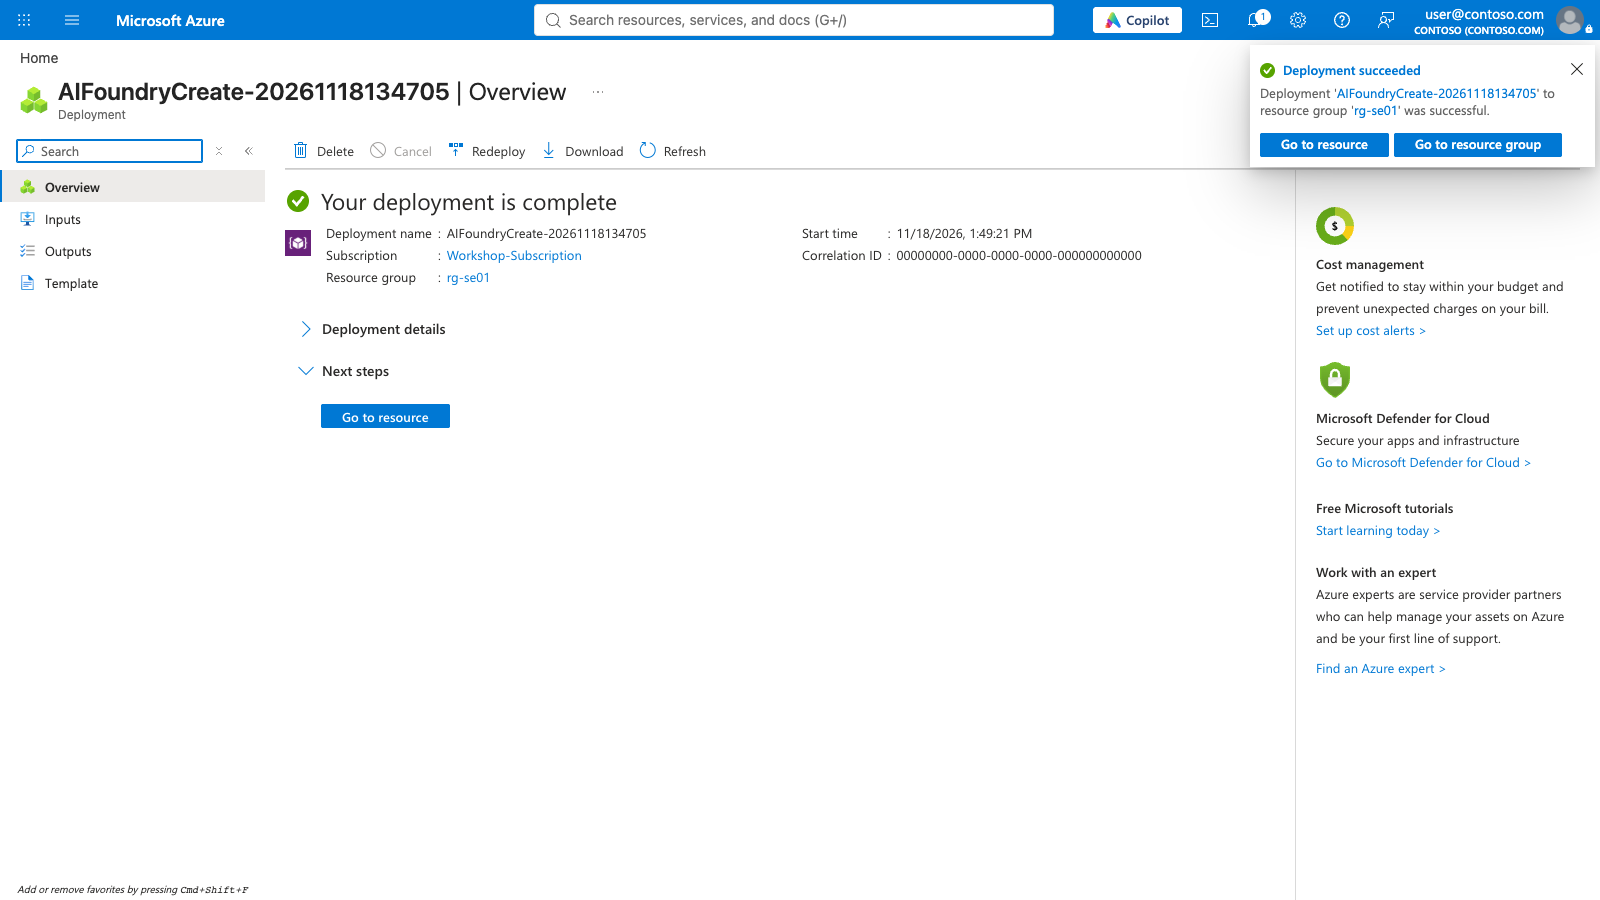 Microsoft Azure
Search resources, services, and docs (G+/)
Copilot
1
user@contoso.com
CONTOSO (CONTOSO.COM)
Home
AIFoundryCreate-20261118134705 | Overview ...
Deployment
Deployment succeeded
Deployment 'AIFoundryCreate-20261118134705' to
resource group 'rg-se01' was successful.
Go to resource
Go to resource group
Search
Delete
Cancel
Redeploy
Download
Refresh
Overview
Inputs
Outputs
Template
Your deployment is complete
Deployment name : AIFoundryCreate-20261118134705
Subscription : Workshop-Subscription
Resource group : rg-se01
Start time : 11/18/2026, 1:49:21 PM
Correlation ID : 00000000-0000-0000-0000-000000000000
Deployment details
Next steps
Go to resource
$
Cost management
Get notified to stay within your budget and
prevent unexpected charges on your bill.
Set up cost alerts >
Microsoft Defender for Cloud
Secure your apps and infrastructure
Go to Microsoft Defender for Cloud >
Free Microsoft tutorials
Start learning today >
Work with an expert
Azure experts are service provider partners
who can help manage your assets on Azure
and be your first line of support.
Find an Azure expert >
Add or remove favorites by pressing Cmd+Shift+F